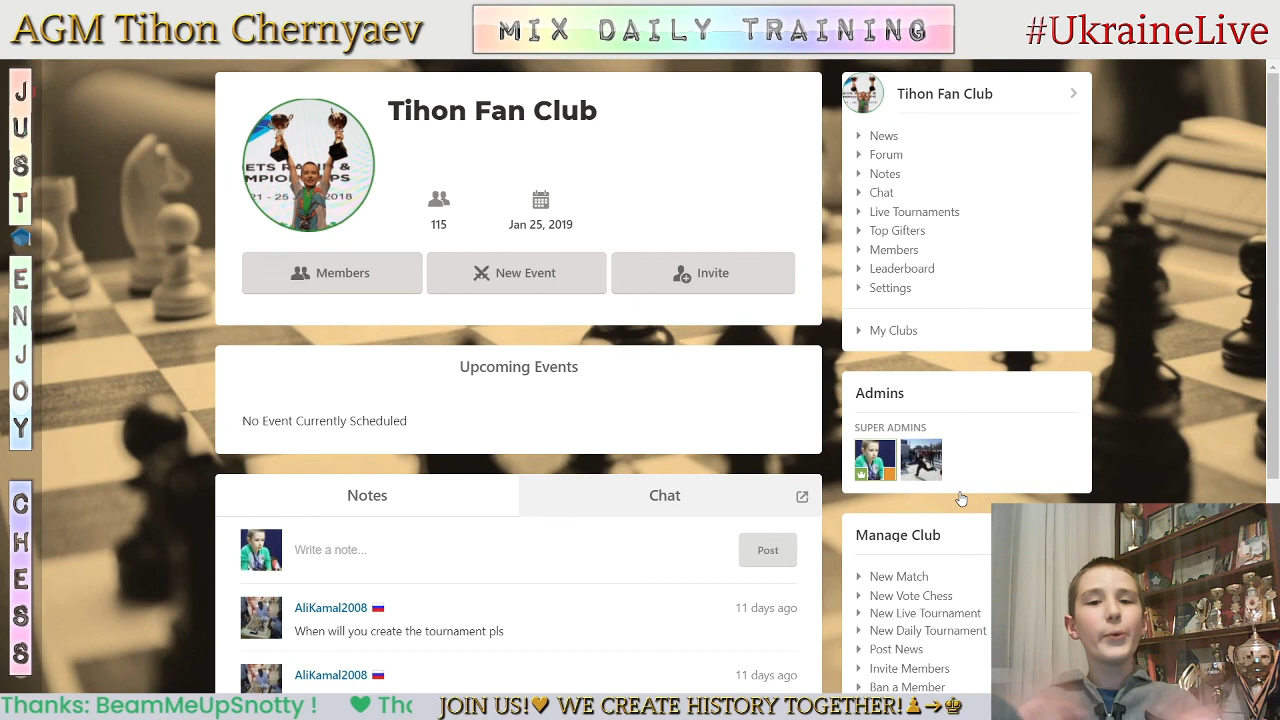 AGM Tihon Chernyaev
MIX DAILY TRAINING
#UkraineLive
JUST
ENJOY
CHESS
Tihon Fan Club
115
Jan 25, 2019
Members
New Event
Invite
Upcoming Events
No Event Currently Scheduled
Notes
Chat
Write a note...
Post
AliKamal2008
11 days ago
When will you create the tournament pls
AliKamal2008
11 days ago
Tihon Fan Club
News
Forum
Notes
Chat
Live Tournaments
Top Gifters
Members
Leaderboard
Settings
My Clubs
Admins
SUPER ADMINS
Manage Club
New Match
New Vote Chess
New Live Tournament
New Daily Tournament
Post News
Invite Members
Ban a Member
Thanks: BeamMeUpSnotty !
JOIN US! WE CREATE HISTORY TOGETHER!